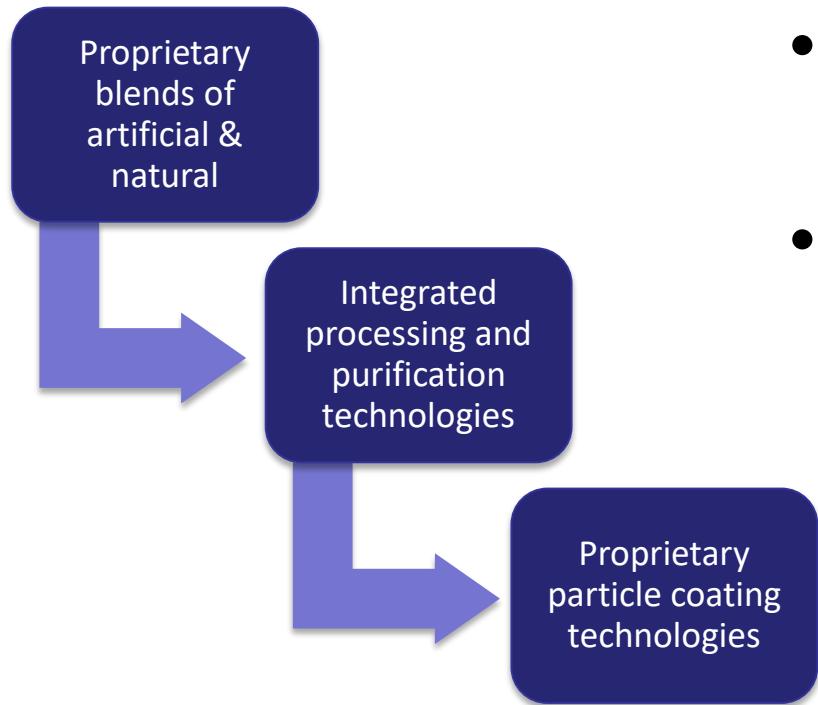 Proprietary
blends of
artificial &
natural
Integrated
processing and
purification
technologies
Proprietary
particle coating
technologies